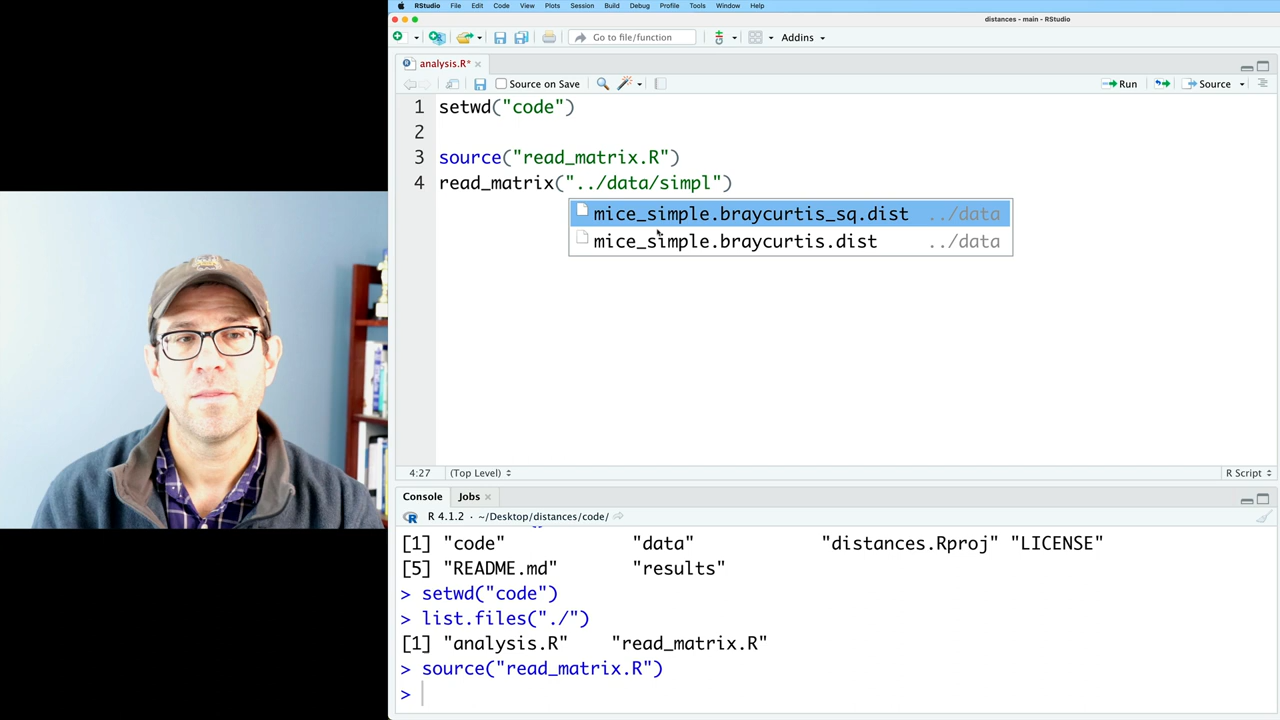 RStudio File Edit Code View Plots Session Build Debug Profile Tools Window Help
distances - main - RStudio
Go to file/function Addins
analysis.R*
Source on Save Run Source
1 setwd("code")
2
3 source("read_matrix.R")
4 read_matrix("../data/simpl")
mice_simple.braycurtis_sq.dist ../data
mice_simple.braycurtis.dist ../data
4:27 (Top Level) R Script
Console Jobs
R 4.1.2 · ~/Desktop/distances/code/
[1] "code" "data" "distances.Rproj" "LICENSE"
[5] "README.md" "results"
> setwd("code")
> list.files("./")
[1] "analysis.R" "read_matrix.R"
> source("read_matrix.R")
>